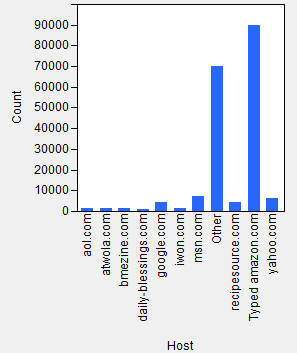 90000
80000
70000
60000
50000
40000
30000
20000
10000
0
Count
aol.com
atwola.com
bmezine.com
daily-blessings.com
google.com
iwon.com
msn.com
Other
recipesource.com
Typed amazon.com
yahoo.com
Host